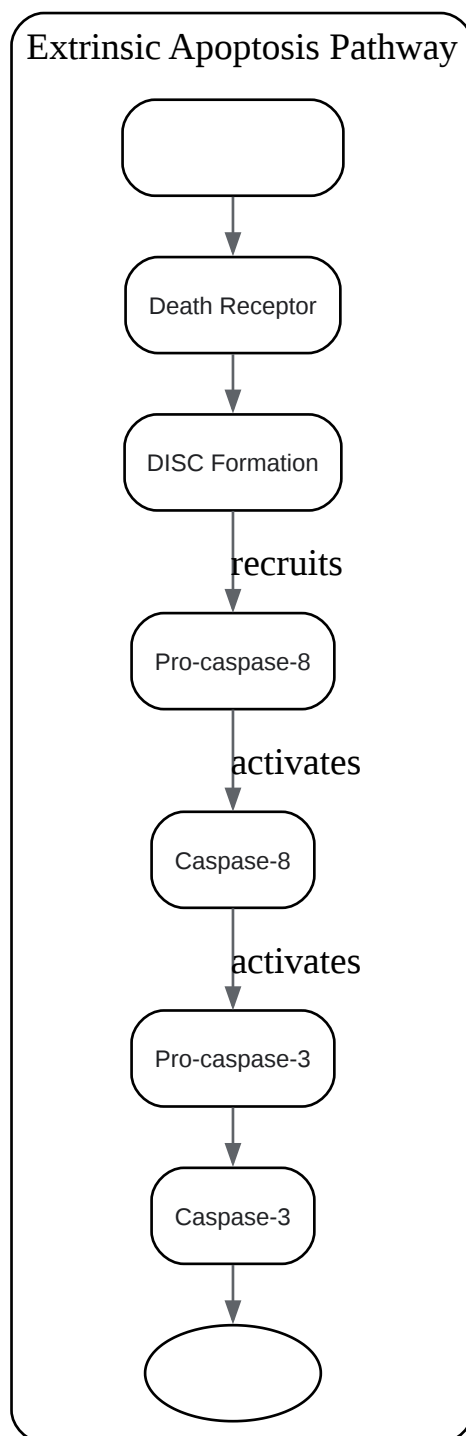 Extrinsic Apoptosis Pathway
Death Receptor
DISC Formation
recruits
Pro-caspase-8
activates
Caspase-8
activates
Pro-caspase-3
Caspase-3